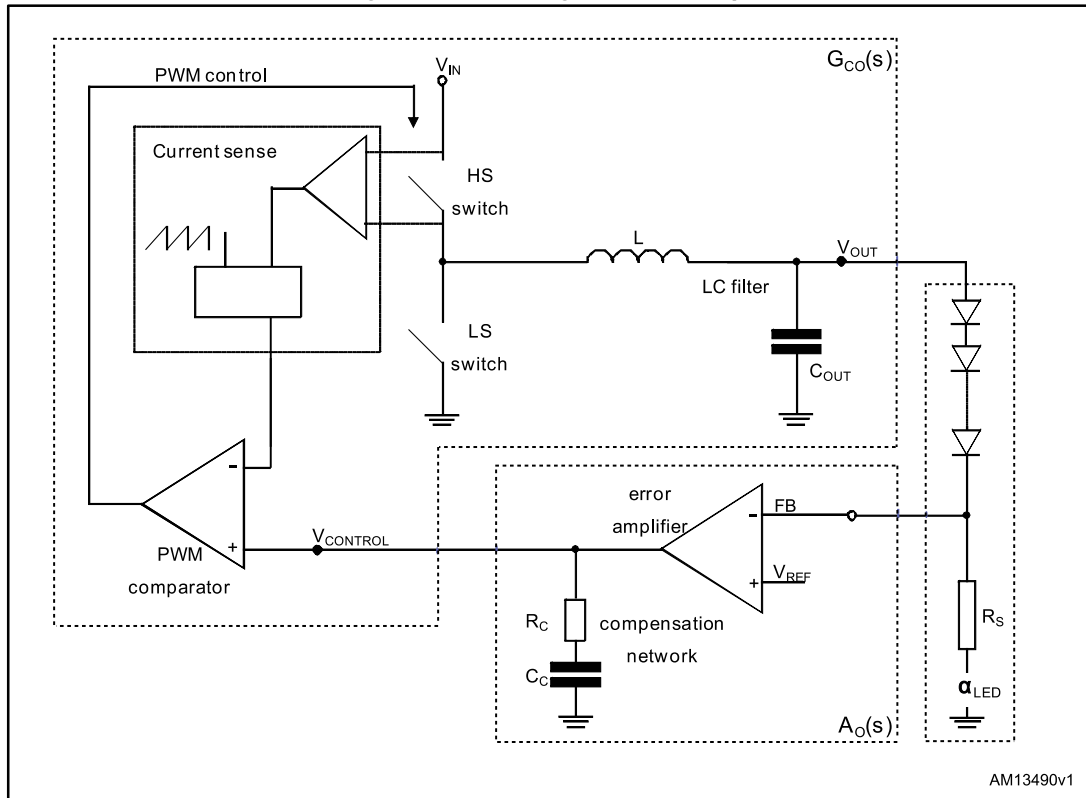 G_CO(s)
V_IN
PWM control
Current sense
HS
switch
L
V_OUT
LC filter
LS
switch
C_OUT
-
+
PWM
comparator
V_CONTROL
error
amplifier
FB
-
+
V_REF
R_C
compensation
network
C_C
R_S
α_LED
A_O(s)
AM13490v1